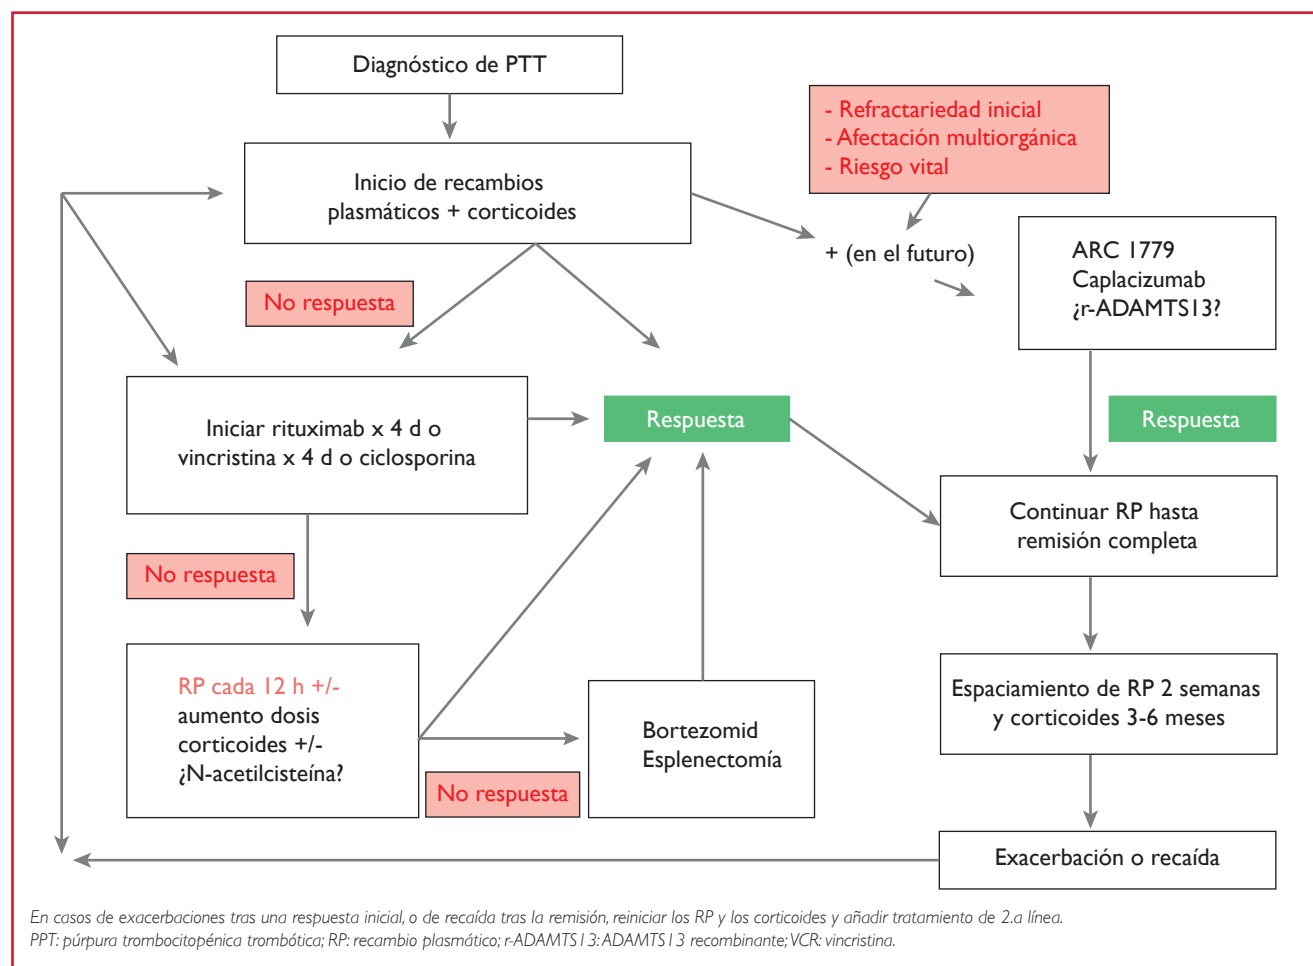 Diagnóstico de PTT
- Refractariedad inicial
- Afectación multiorgánica
- Riesgo vital
Inicio de recambios
plasmáticos + corticoides
+ (en el futuro)
ARC 1779
Caplacizumab
¿r-ADAMTS13?
No respuesta
Iniciar rituximab x 4 d o
vincristina x 4 d o ciclosporina
Respuesta
Respuesta
Continuar RP hasta
remisión completa
No respuesta
RP cada 12 h +/-
aumento dosis
corticoides +/-
¿N-acetilcisteína?
No respuesta
Bortezomid
Esplenectomía
Espaciamiento de RP 2 semanas
y corticoides 3-6 meses
Exacerbación o recaída
En casos de exacerbaciones tras una respuesta inicial, o de recaída tras la remisión, reiniciar los RP y los corticoides y añadir tratamiento de 2.a línea.
PPT: púrpura trombocitopénica trombótica; RP: recambio plasmático; r-ADAMTS13: ADAMTS13 recombinante; VCR: vincristina.